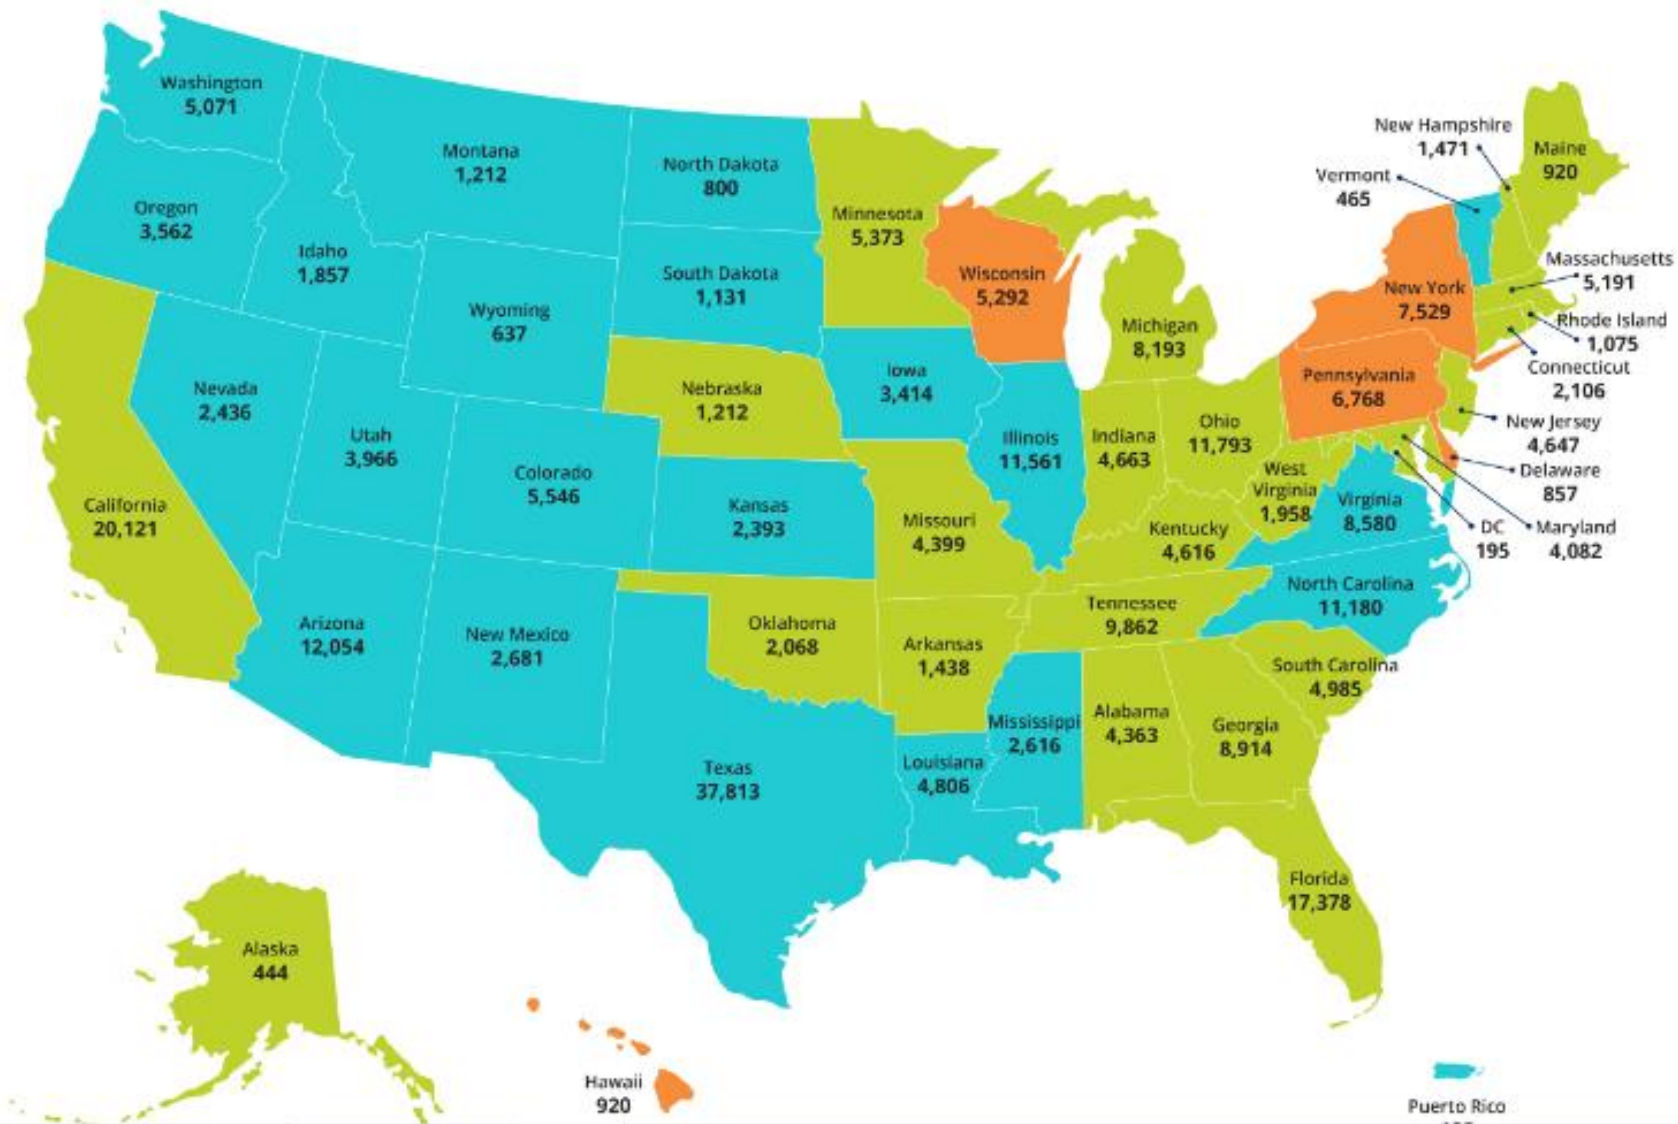 Washington
5,071
Montana
1,212
North Dakota
800
Minnesota
5,373
Oregon
3,562
Idaho
1,857
Wyoming
637
South Dakota
1,131
Wisconsin
5,292
Michigan
8,193
New Hampshire
1,471
Vermont
465
Maine
920
New York
7,529
Massachusetts
5,191
Rhode Island
1,075
Connecticut
2,106
Pennsylvania
6,768
New Jersey
4,647
Delaware
857
DC
195
Maryland
4,082
Nevada
2,436
Utah
3,966
Colorado
5,546
Nebraska
1,212
Iowa
3,414
Illinois
11,561
Indiana
4,663
Ohio
11,793
West
Virginia
1,958
Virginia
8,580
California
20,121
Kansas
2,393
Missouri
4,399
Kentucky
4,616
North Carolina
11,180
Tennessee
9,862
Arizona
12,054
New Mexico
2,681
Oklahoma
2,068
Arkansas
1,438
South Carolina
4,985
Mississippi
2,616
Alabama
4,363
Georgia
8,914
Texas
37,813
Louisiana
4,806
Florida
17,378
Alaska
444
Hawaii
920
Puerto Rico